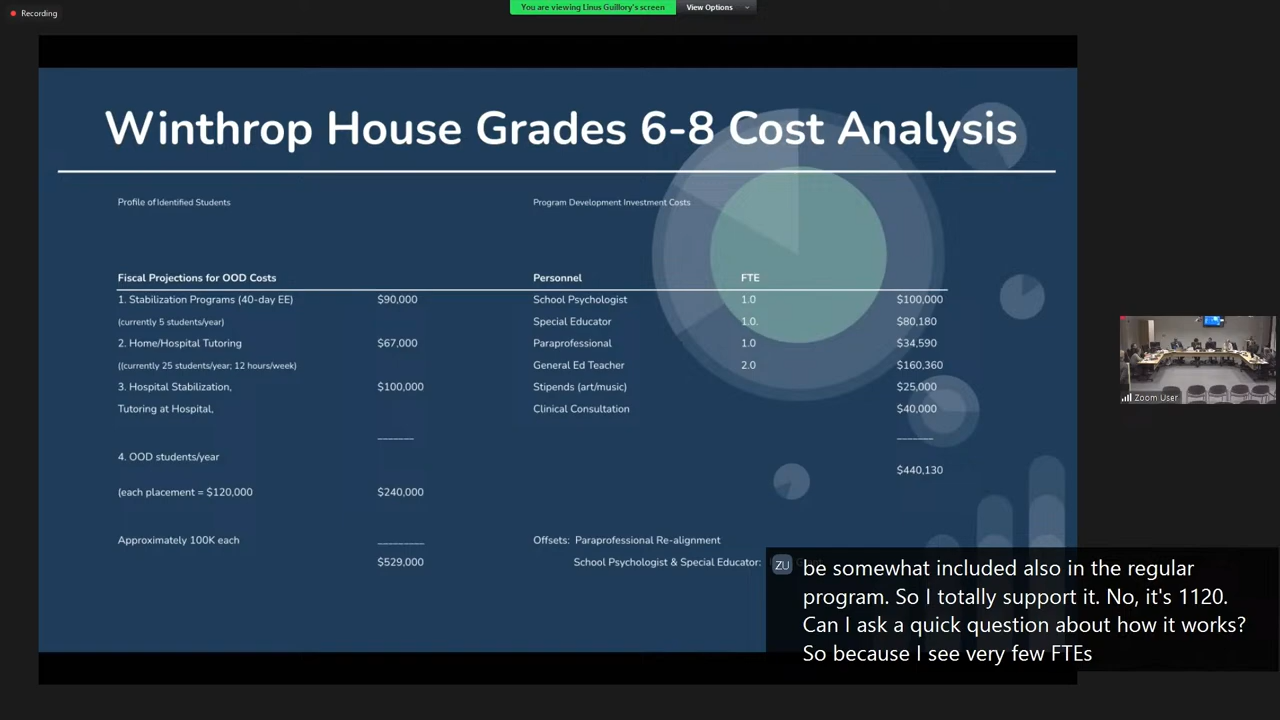 Recording
You are viewing Linus Guillory's screen
View Options
Winthrop House Grades 6-8 Cost Analysis
Profile of Identified Students
Program Development Investment Costs
Fiscal Projections for OOD Costs
Personnel FTE
1. Stabilization Programs (40-day EE) $90,000
School Psychologist 1.0 $100,000
(currently 5 students/year)
Special Educator 1.0. $80,180
2. Home/Hospital Tutoring $67,000
Paraprofessional 1.0 $34,590
((currently 25 students/year; 12 hours/week)
General Ed Teacher 2.0 $160,360
3. Hospital Stabilization, $100,000
Stipends (art/music) $25,000
Tutoring at Hospital,
Clinical Consultation $40,000
4. OOD students/year
$440,130
(each placement = $120,000 $240,000
Approximately 100K each
Offsets: Paraprofessional Re-alignment
$529,000
School Psychologist & Special Educator:
Zoom User
ZU
be somewhat included also in the regular
program. So I totally support it. No, it's 1120.
Can I ask a quick question about how it works?
So because I see very few FTEs